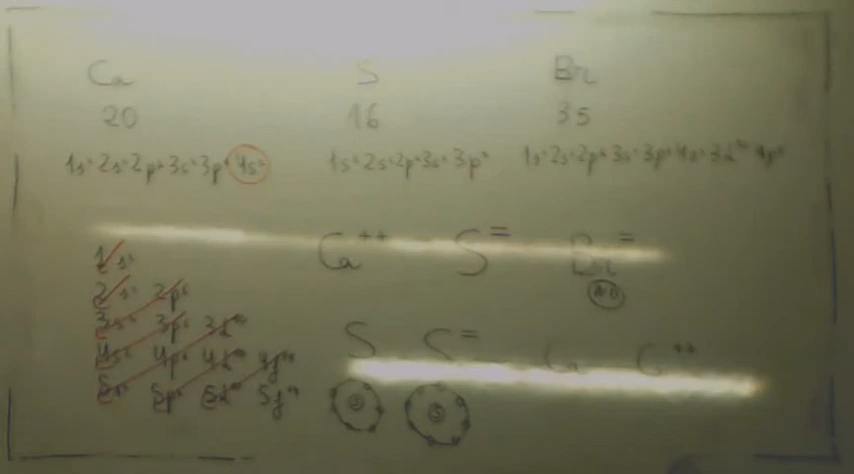 Ca S Br
20 16 35
1s² 2s² 2p⁶ 3s² 3p⁶ 4s² 1s² 2s² 2p⁶ 3s² 3p⁴ 1s² 2s² 2p⁶ 3s² 3p⁶ 4s² 3d¹⁰ 4p⁵
Ca⁺⁺ S⁼ Br⁼
1s²
2s² 2p⁶
3s² 3p⁶ 3d¹⁰
4s² 4p⁶ 4d¹⁰ 4f¹⁴
5s² 5p⁶ 5d¹⁰ 5f¹⁴
S S⁼ Ca C ⁺⁺
S S